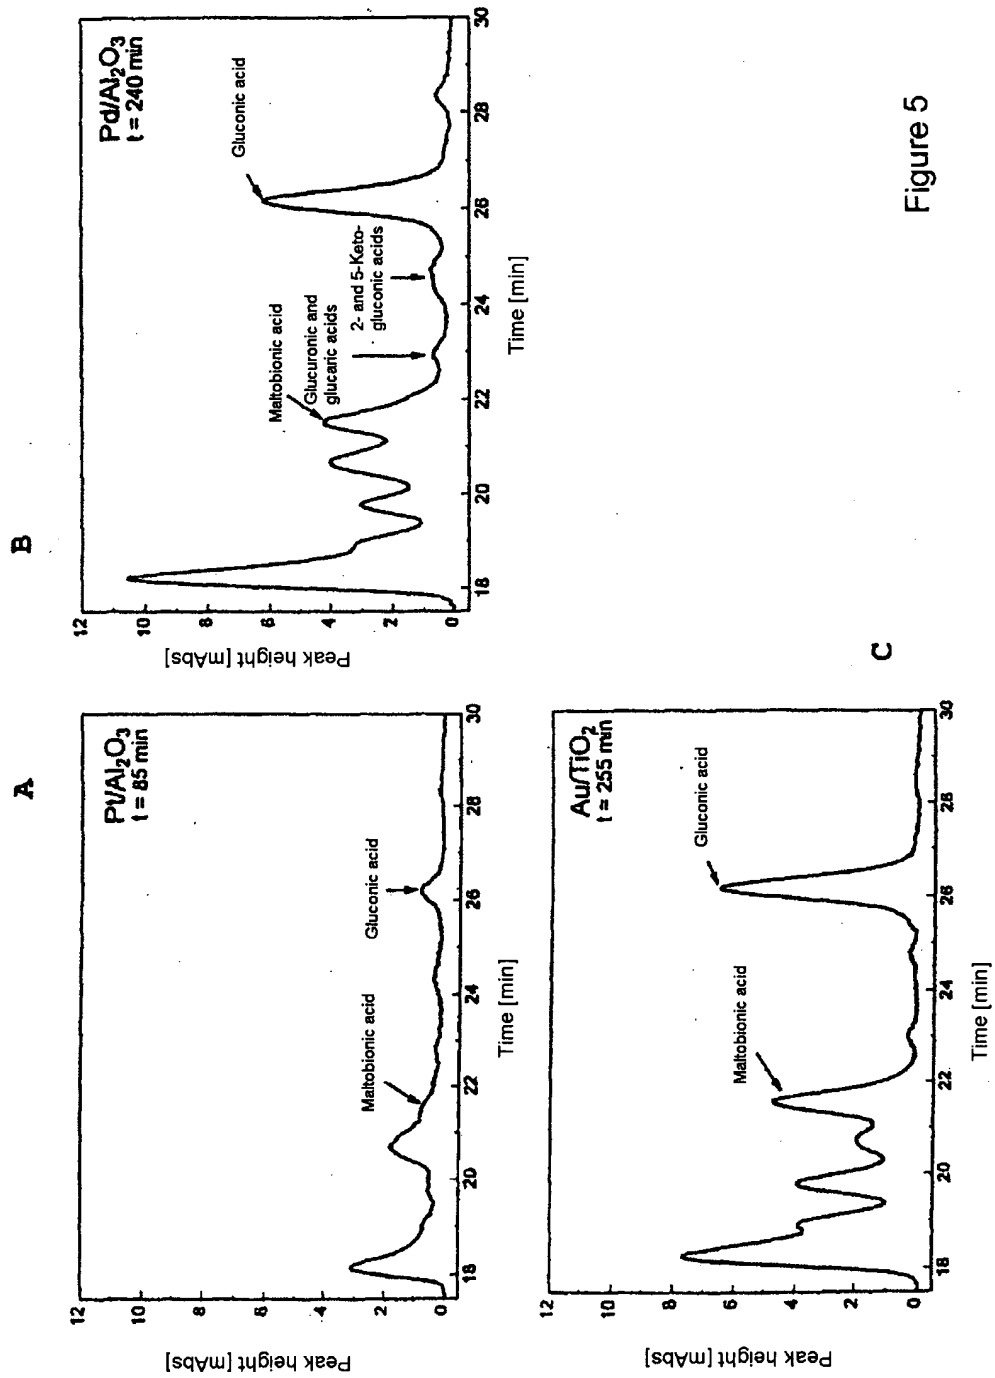 A
Pt/Al2O3
t = 85 min
Maltobionic acid
Gluconic acid
Peak height [mAbs]
12
10
8
6
4
2
0
18
20
22
24
26
28
30
Time [min]
B
Pd/Al2O3
t = 240 min
Maltobionic acid
Glucuronic and
glucaric acids
2- and 5-Keto-
gluconic acids
Gluconic acid
Peak height [mAbs]
12
10
8
6
4
2
0
18
20
22
24
26
28
30
Time [min]
C
Au/TiO2
t = 255 min
Maltobionic acid
Gluconic acid
Peak height [mAbs]
12
10
8
6
4
2
0
18
20
22
24
26
28
30
Time [min]
Figure 5